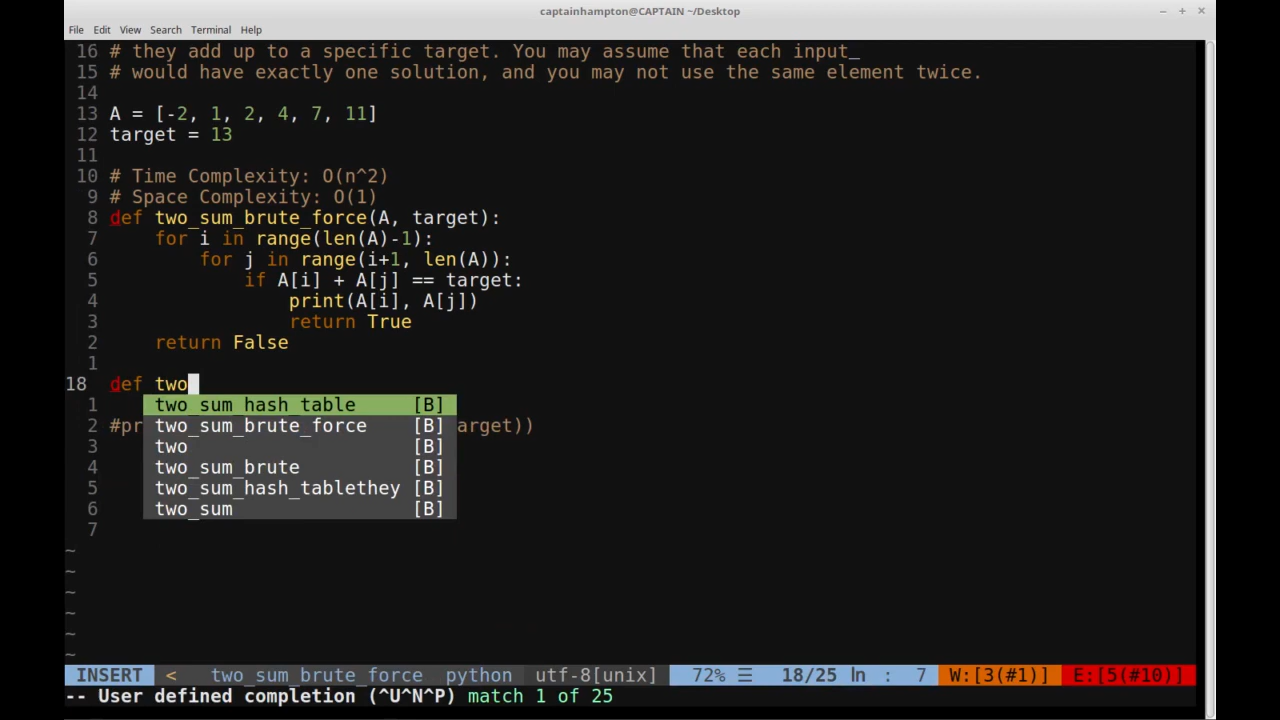 captainhampton@CAPTAIN ~/Desktop
File Edit View Search Terminal Help
16 # they add up to a specific target. You may assume that each input_
15 # would have exactly one solution, and you may not use the same element twice.
14
13 A = [-2, 1, 2, 4, 7, 11]
12 target = 13
11
10 # Time Complexity: O(n^2)
9 # Space Complexity: O(1)
8 def two_sum_brute_force(A, target):
7 for i in range(len(A)-1):
6 for j in range(i+1, len(A)):
5 if A[i] + A[j] == target:
4 print(A[i], A[j])
3 return True
2 return False
1
18 def two
1 two_sum_hash_table [B]
2 #pr two_sum_brute_force [B] arget))
3 two [B]
4 two_sum_brute [B]
5 two_sum_hash_tablethey [B]
6 two_sum [B]
7
~
~
~
~
~
~
INSERT < two_sum_brute_force python utf-8[unix] 72% ☰ 18/25 ln : 7 W:[3(#1)] E:[5(#10)]
-- User defined completion (^U^N^P) match 1 of 25